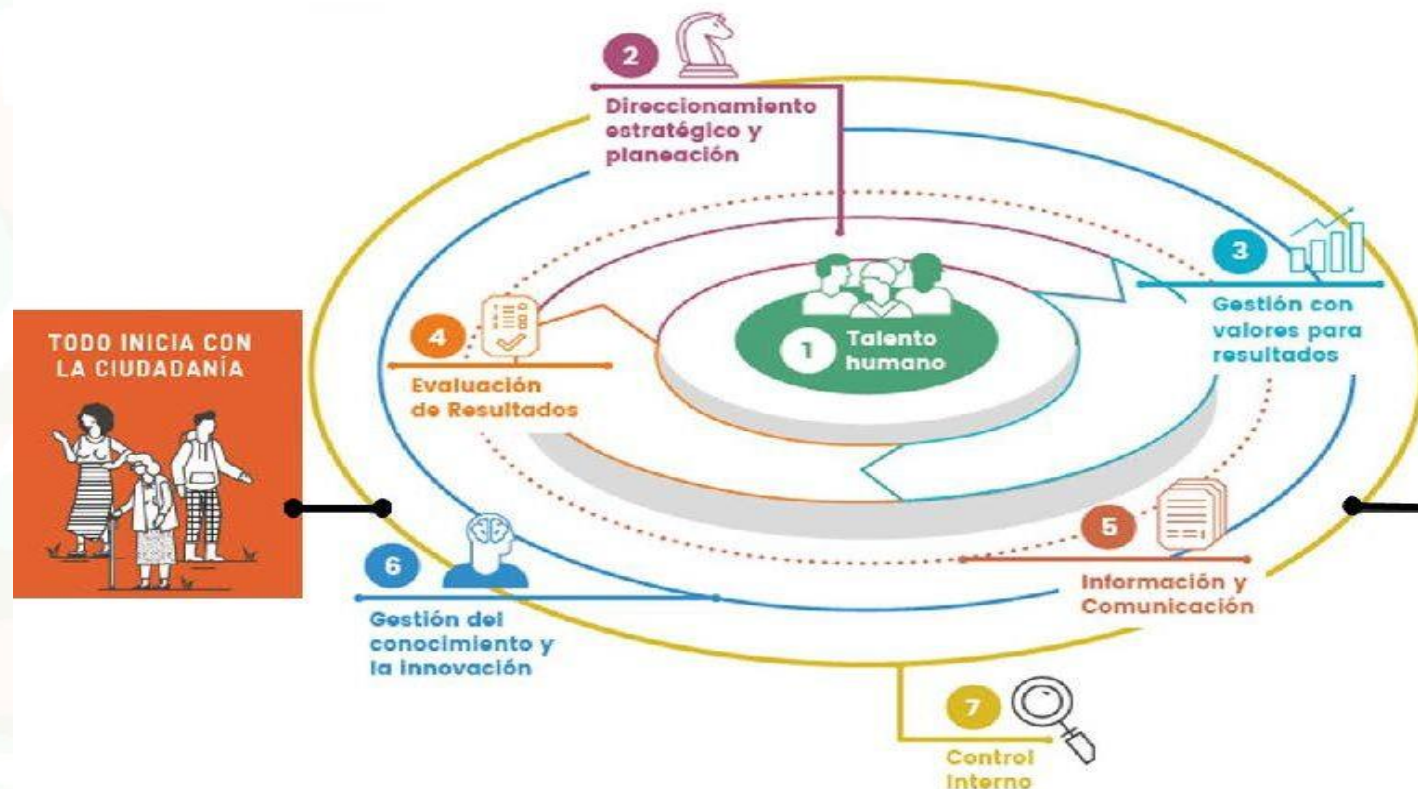 2
Direccionamiento
estratégico y
planeación
3
Gestión con
valores para
resultados
TODO INICIA CON
LA CIUDADANÍA
4
Evaluación
de Resultados
1
Talento
humano
5
Información y
Comunicación
6
Gestión del
conocimiento y
la innovación
7
Control
Interno